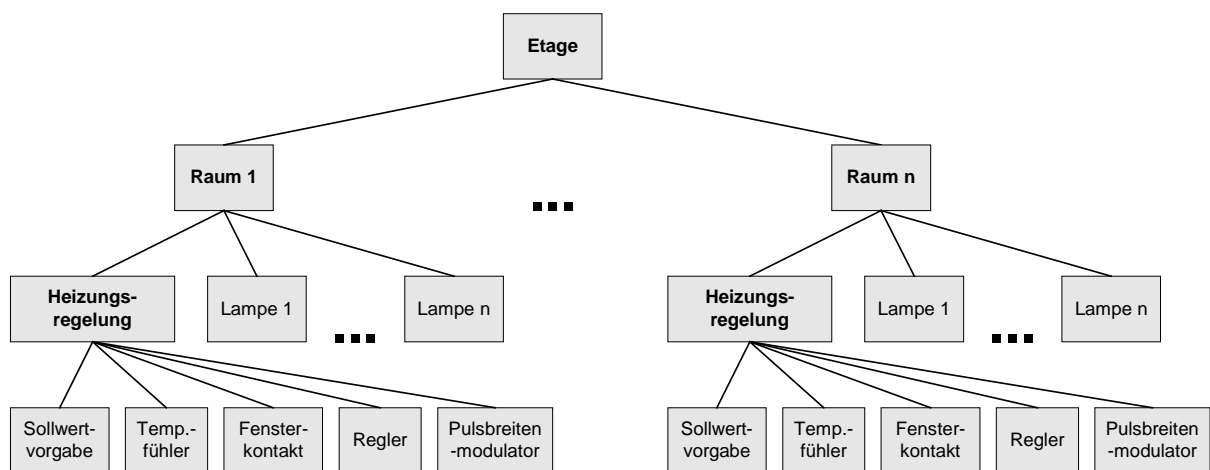 Etage
Raum 1
Raum n
Heizungs-
regelung
Lampe 1
Lampe n
Heizungs-
regelung
Lampe 1
Lampe n
Sollwert-
vorgabe
Temp.-
fühler
Fenster-
kontakt
Regler
Pulsbreiten
-modulator
Sollwert-
vorgabe
Temp.-
fühler
Fenster-
kontakt
Regler
Pulsbreiten
-modulator